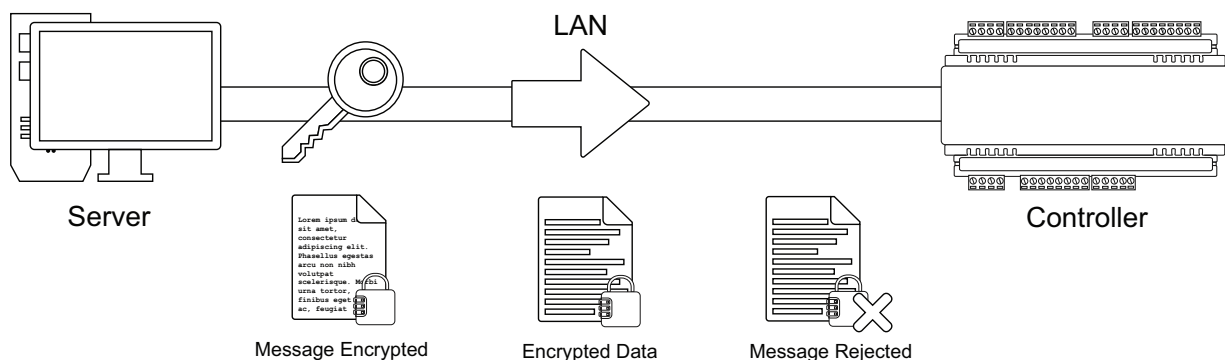 LAN
Server
Controller
Lorem ipsum d
sit amet,
consectetur
adipiscing elit.
Phasellus egestas
arcu non nibh
volutpat
scelerisque. Morbi
urna tortor,
finibus eget
ac, feugiat
Message Encrypted
Encrypted Data
Message Rejected